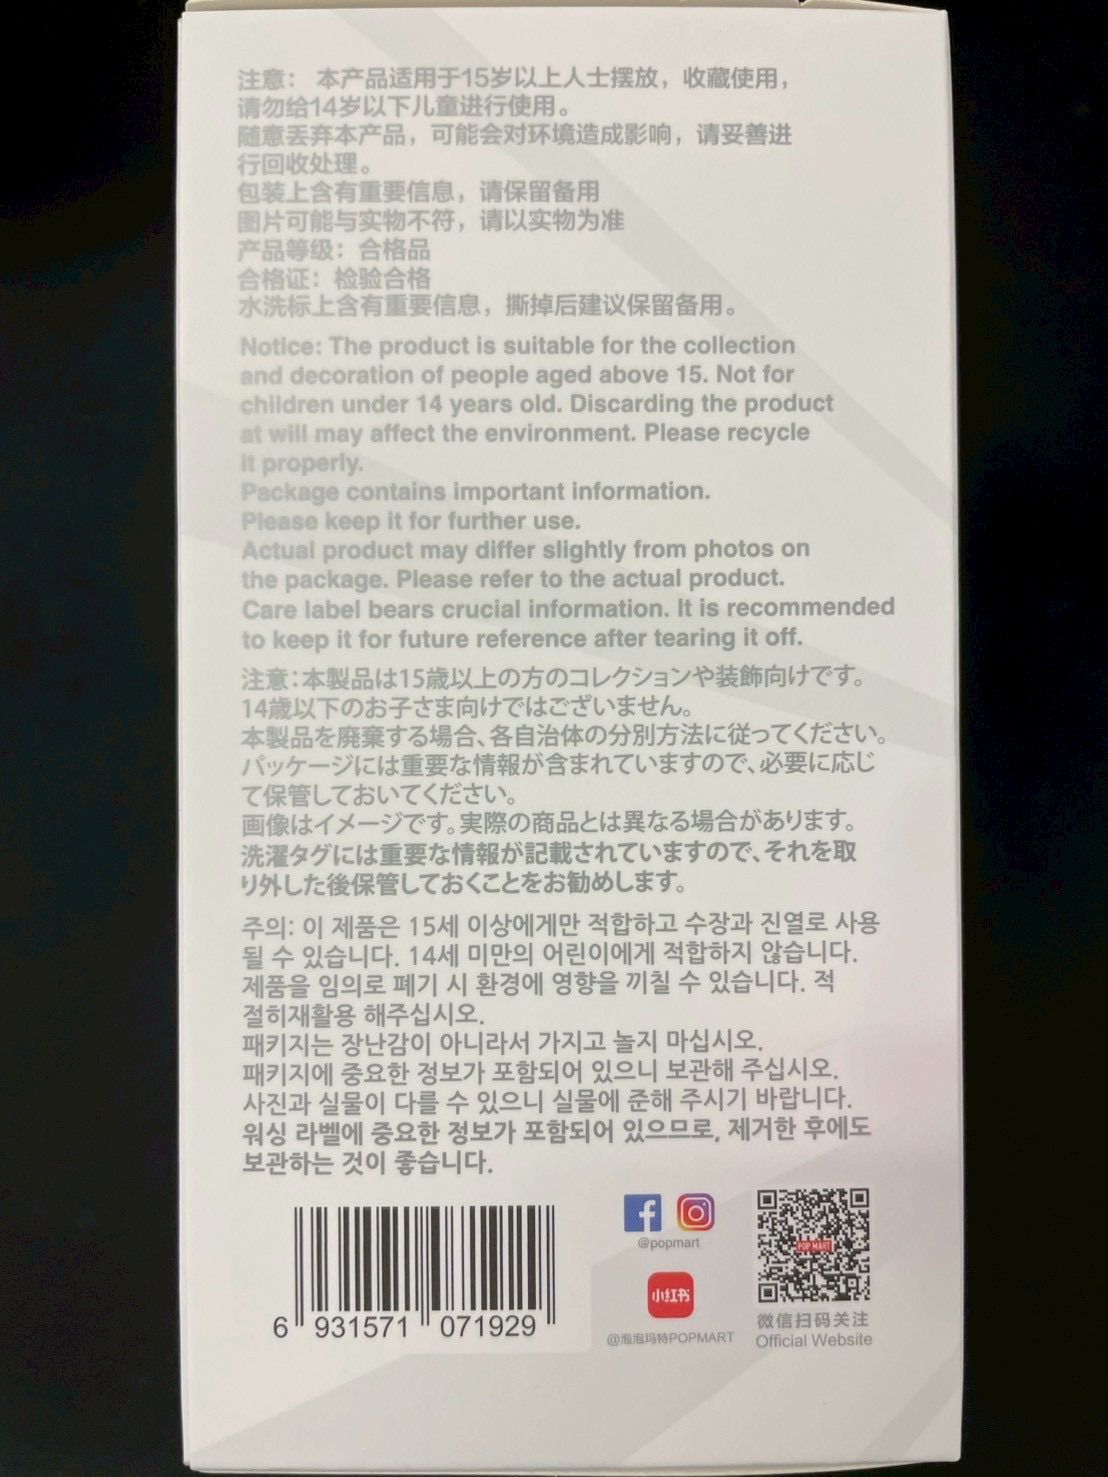 注意： 本产品适用于15岁以上人士摆放，收藏使用，
请勿给14岁以下儿童进行使用。
随意丢弃本产品，可能会对环境造成影响，请妥善进
行回收处理。
包装上含有重要信息，请保留备用
图片可能与实物不符，请以实物为准
产品等级：合格品
合格证：检验合格
水洗标上含有重要信息，撕掉后建议保留备用。
Notice: The product is suitable for the collection
and decoration of people aged above 15. Not for
children under 14 years old. Discarding the product
at will may affect the environment. Please recycle
it properly.
Package contains important information.
Please keep it for further use.
Actual product may differ slightly from photos on
the package. Please refer to the actual product.
Care label bears crucial information. It is recommended
to keep it for future reference after tearing it off.
注意：本製品は15歳以上の方のコレクションや装飾向けです。
14歳以下のお子さま向けではございません。
本製品を廃棄する場合、各自治体の分別方法に従ってください。
パッケージには重要な情報が含まれていますので、必要に応じ
て保管しておいてください。
画像はイメージです。実際の商品とは異なる場合があります。
洗濯タグには重要な情報が記載されていますので、それを取
り外した後保管しておくことをお勧めします。
주의: 이 제품은 15세 이상에게만 적합하고 수장과 진열로 사용
될 수 있습니다. 14세 미만의 어린이에게 적합하지 않습니다.
제품을 임의로 폐기 시 환경에 영향을 끼칠 수 있습니다. 적
절히재활용 해주십시오.
패키지는 장난감이 아니라서 가지고 놀지 마십시오.
패키지에 중요한 정보가 포함되어 있으니 보관해 주십시오.
사진과 실물이 다를 수 있으니 실물에 준해 주시기 바랍니다.
워싱 라벨에 중요한 정보가 포함되어 있으므로, 제거한 후에도
보관하는 것이 좋습니다.
@popmart
POP MART
小红书
@泡泡玛特POPMART
微信扫码关注
Official Website
6 931571 071929